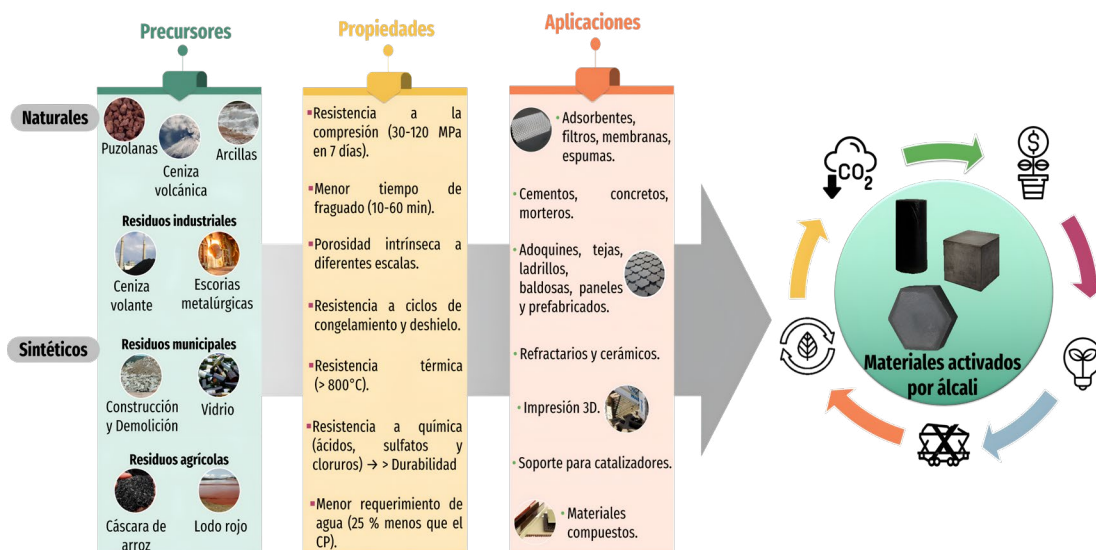 Precursores
Naturales
Puzolanas
Ceniza
volcánica
Arcillas
Residuos industriales
Ceniza
volante
Escorias
metalúrgicas
Sintéticos
Residuos municipales
Construcción
y Demolición
Vidrio
Residuos agrícolas
Cáscara de
arroz
Lodo rojo
Propiedades
▪Resistencia a la
compresión (30-120 MPa
en 7 días).
▪Menor tiempo de
fraguado (10-60 min).
▪Porosidad intrínseca a
diferentes escalas.
▪Resistencia a ciclos de
congelamiento y deshielo.
▪Resistencia térmica
(> 800°C).
▪Resistencia a química
(ácidos, sulfatos y
cloruros) → > Durabilidad
▪Menor requerimiento de
agua (25 % menos que el
CP).
Aplicaciones
• Adsorbentes,
filtros, membranas,
espumas.
• Cementos, concretos,
morteros.
• Adoquines, tejas,
ladrillos,
baldosas, paneles
y prefabricados.
• Refractarios y cerámicos.
• Impresión 3D.
• Soporte para catalizadores.
• Materiales
compuestos.
CO2
$
Materiales activados
por álcali